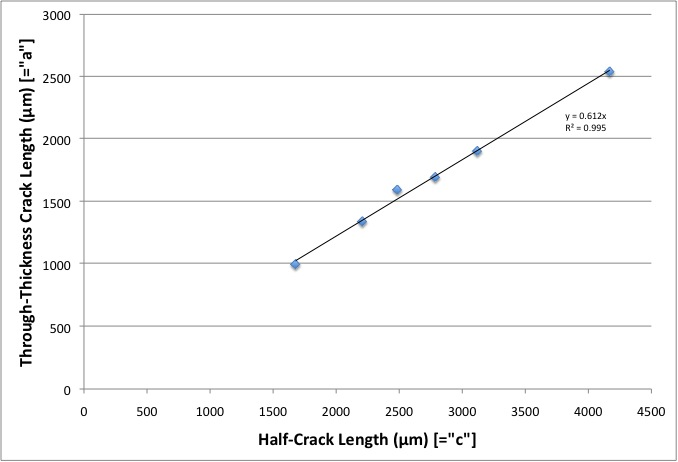 Through-Thickness Crack Length (μm) [="a"]
3000
2500
2000
1500
1000
500
0
y = 0.612x
R² = 0.995
0 500 1000 1500 2000 2500 3000 3500 4000 4500
Half-Crack Length (μm) [="c"]